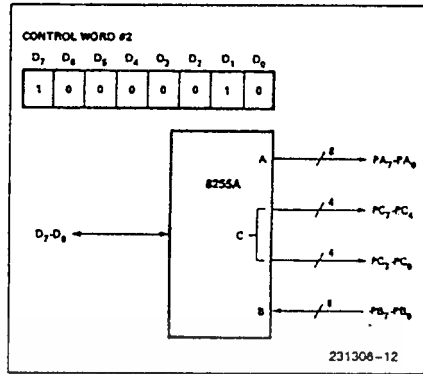 CONTROL WORD #2
D7 D6 D5 D4 D3 D2 D1 D0
1 0 0 0 0 0 1 0
A 8 PA7-PA0
8255A
4 PC7-PC4
D7-D0 C
4 PC3-PC0
B 8 PB7-PB0
231308-12